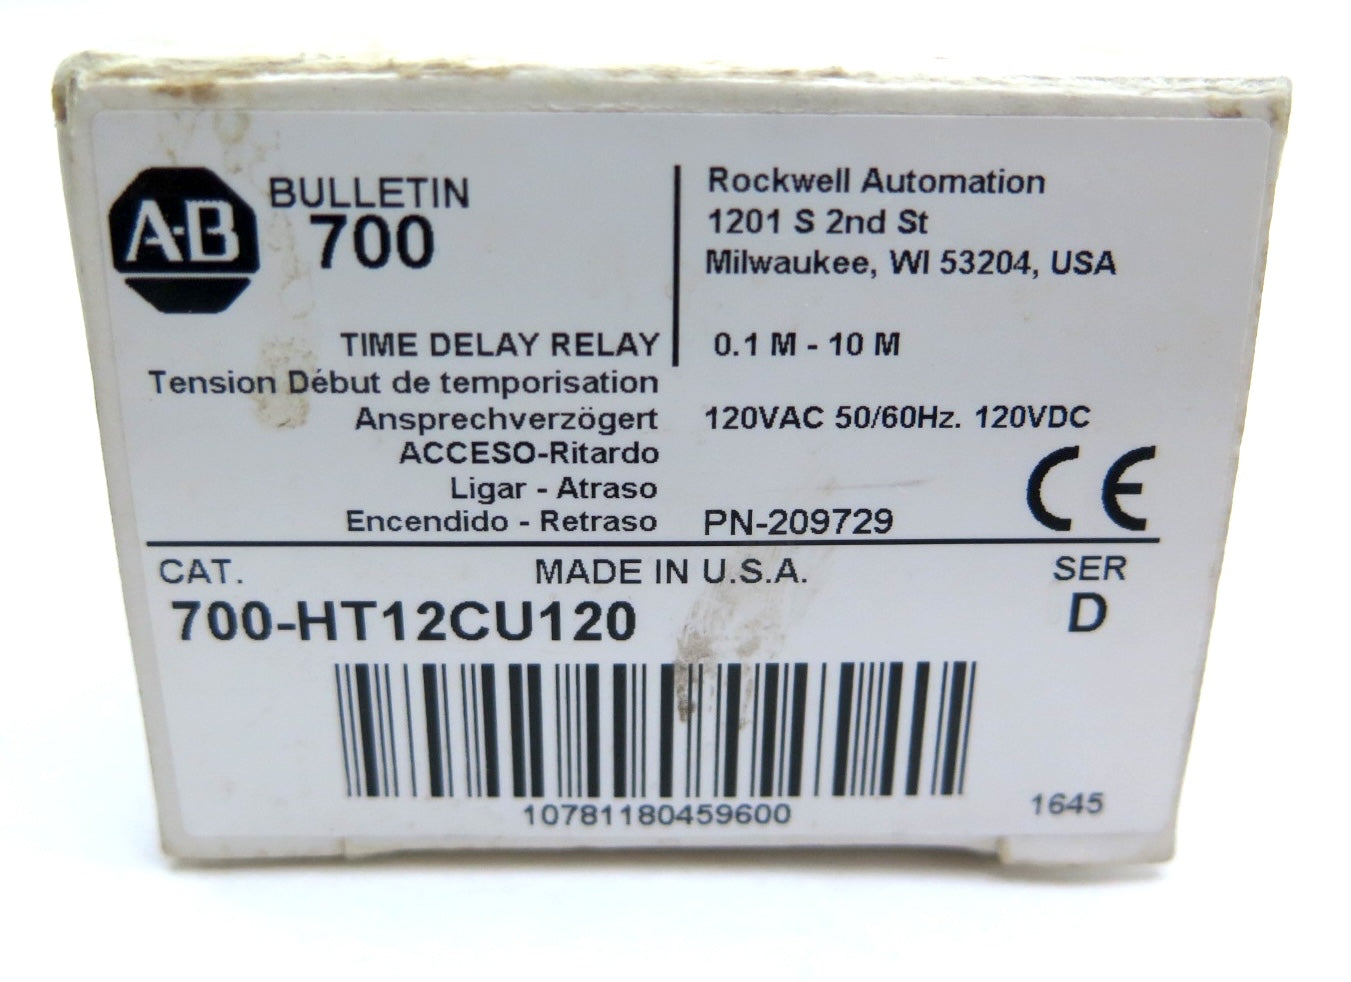 A-B
BULLETIN
700
Rockwell Automation
1201 S 2nd St
Milwaukee, WI 53204, USA
TIME DELAY RELAY
0.1 M - 10 M
Tension Début de temporisation
Ansprechverzögert
120VAC 50/60Hz. 120VDC
ACCESO-Ritardo
Ligar - Atraso
Encendido - Retraso
PN-209729
CE
CAT.
MADE IN U.S.A.
SER
700-HT12CU120
D
10781180459600
1645